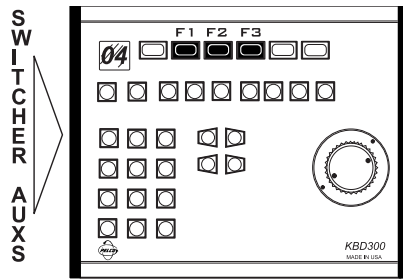 SWITCHER AUXS
F1 F2 F3
04
PELCO
KBD300
MADE IN USA